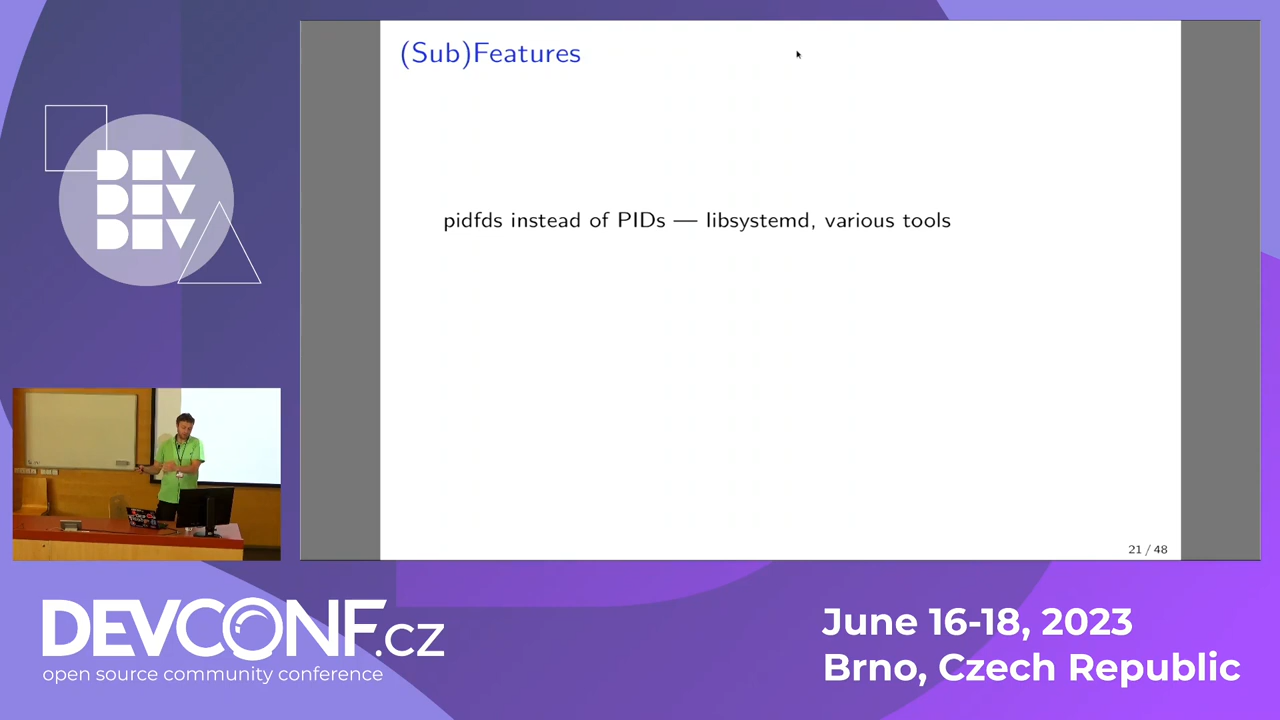 (Sub)Features
pidfds instead of PIDs — libsystemd, various tools
21 / 48
DEV
DEV
DEV
DEVCONF.cz
open source community conference
June 16-18, 2023
Brno, Czech Republic